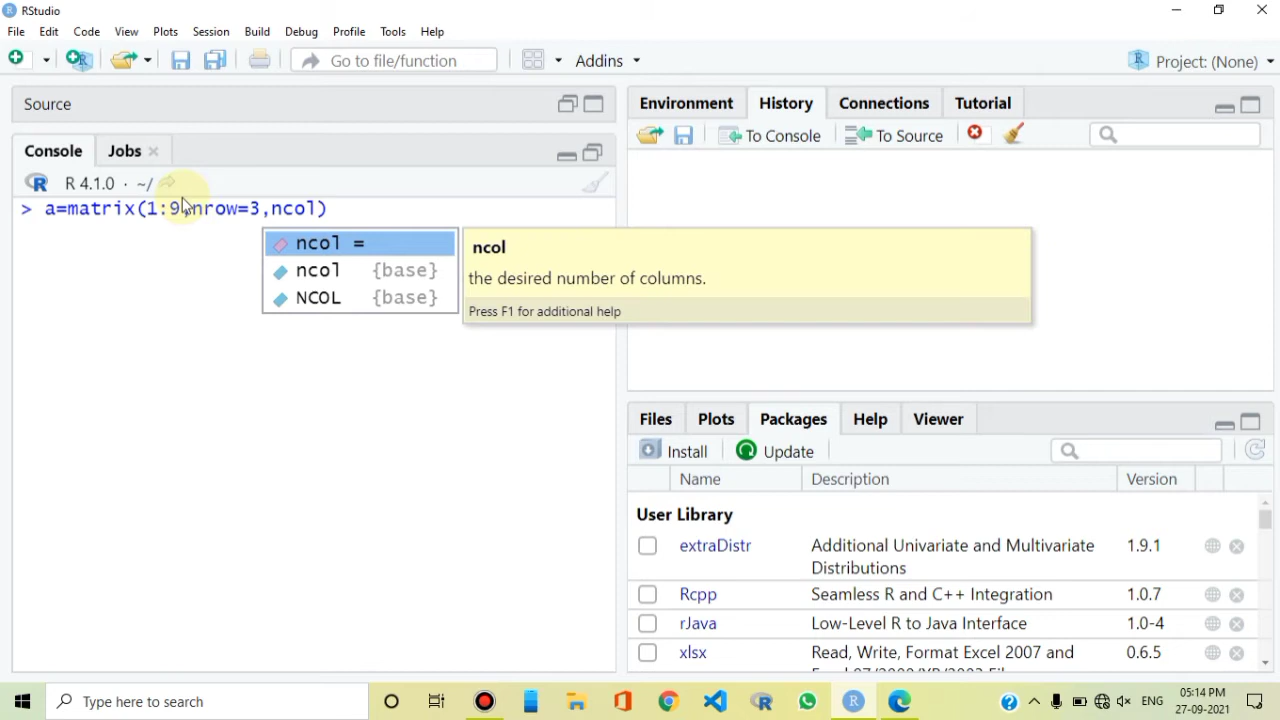 RStudio
File Edit Code View Plots Session Build Debug Profile Tools Help
Go to file/function Addins Project: (None)
Source
Console Jobs
R 4.1.0 · ~/
> a=matrix(1:9,nrow=3,ncol)
ncol =
ncol {base}
NCOL {base}
ncol
the desired number of columns.
Press F1 for additional help
Environment History Connections Tutorial
To Console To Source
Files Plots Packages Help Viewer
Install Update
Name Description Version
User Library
extraDistr Additional Univariate and Multivariate Distributions 1.9.1
Rcpp Seamless R and C++ Integration 1.0.7
rJava Low-Level R to Java Interface 1.0-4
xlsx Read, Write, Format Excel 2007 and 0.6.5
Type here to search
ENG
05:14 PM
27-09-2021